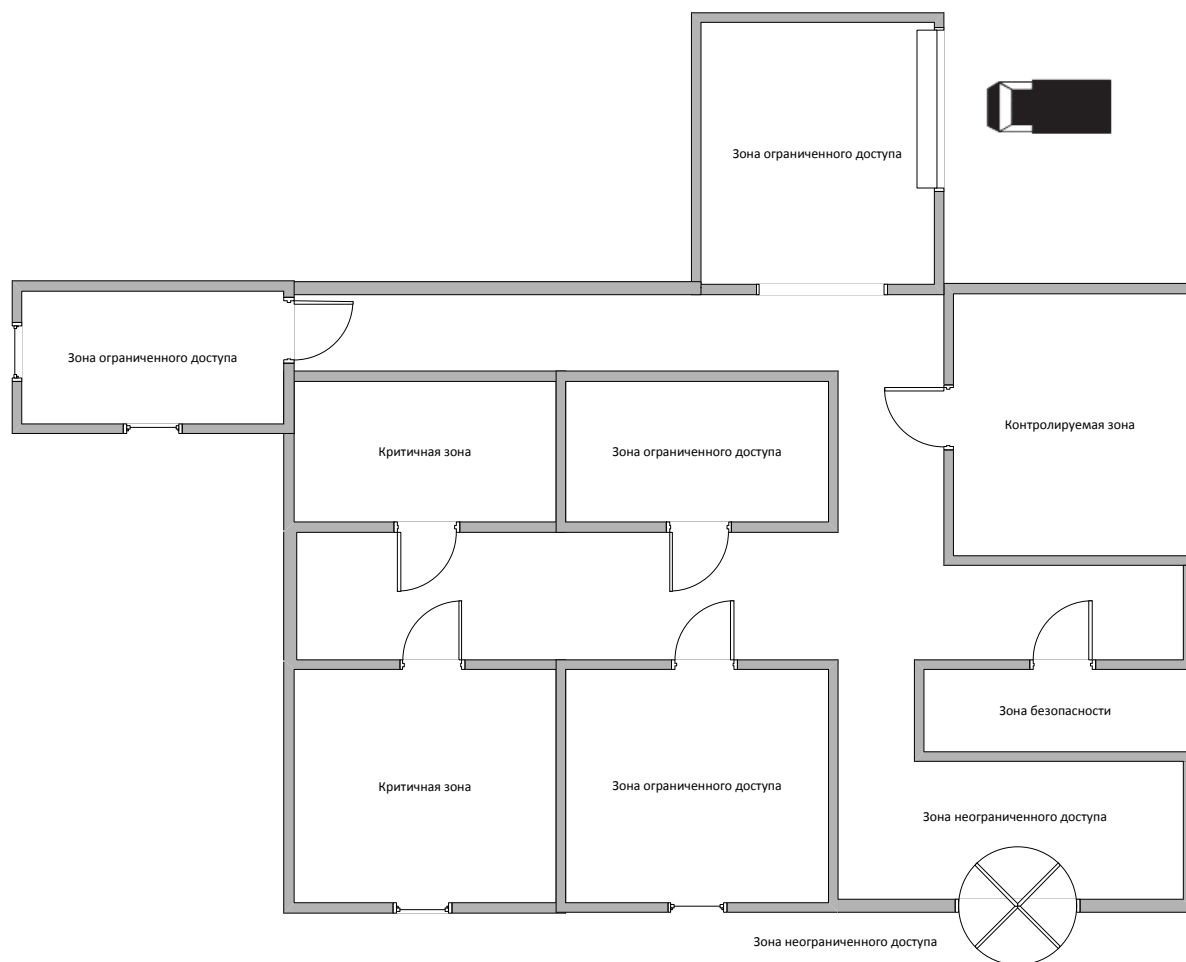 Зона ограниченного доступа
Зона ограниченного доступа
Контролируемая зона
Критичная зона
Зона ограниченного доступа
Зона безопасности
Критичная зона
Зона ограниченного доступа
Зона неограниченного доступа
Зона неограниченного доступа